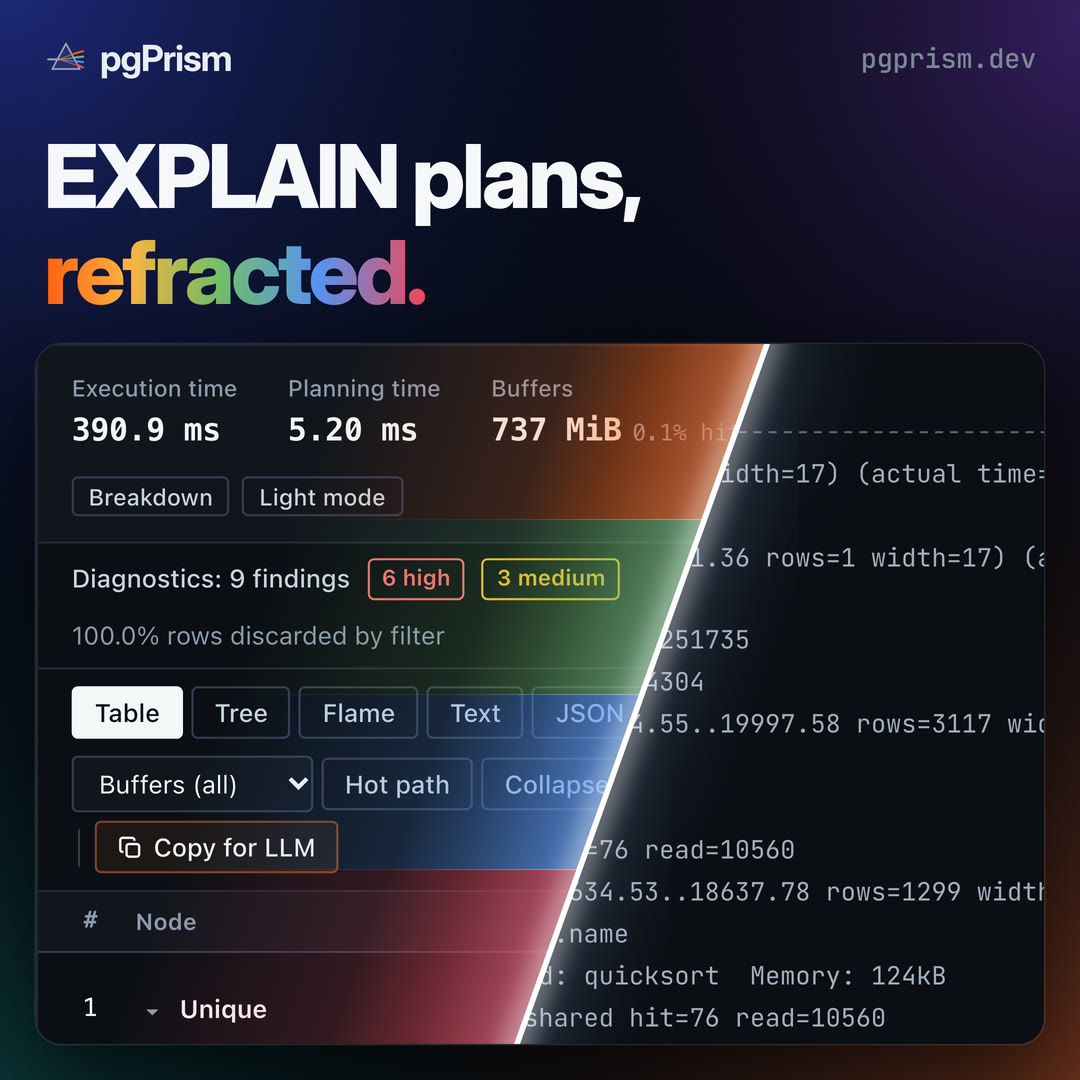 pgPrism
pgprism.dev
EXPLAIN plans,
refracted.
Execution time
Planning time
Buffers
390.9 ms
5.20 ms
737 MiB 0.1%
Breakdown
Light mode
Diagnostics: 9 findings
6 high
3 medium
100.0% rows discarded by filter
Table
Tree
Flame
Text
JSON
Buffers (all)
Hot path
Collapse
Copy for LLM
# Node
1 Unique
width=17) (actual time=
1.36 rows=1 width=17) (a
251735
4304
4.55..19997.58 rows=3117 wid
=76 read=10560
634.53..18637.78 rows=1299 width
.name
d: quicksort Memory: 124kB
shared hit=76 read=10560